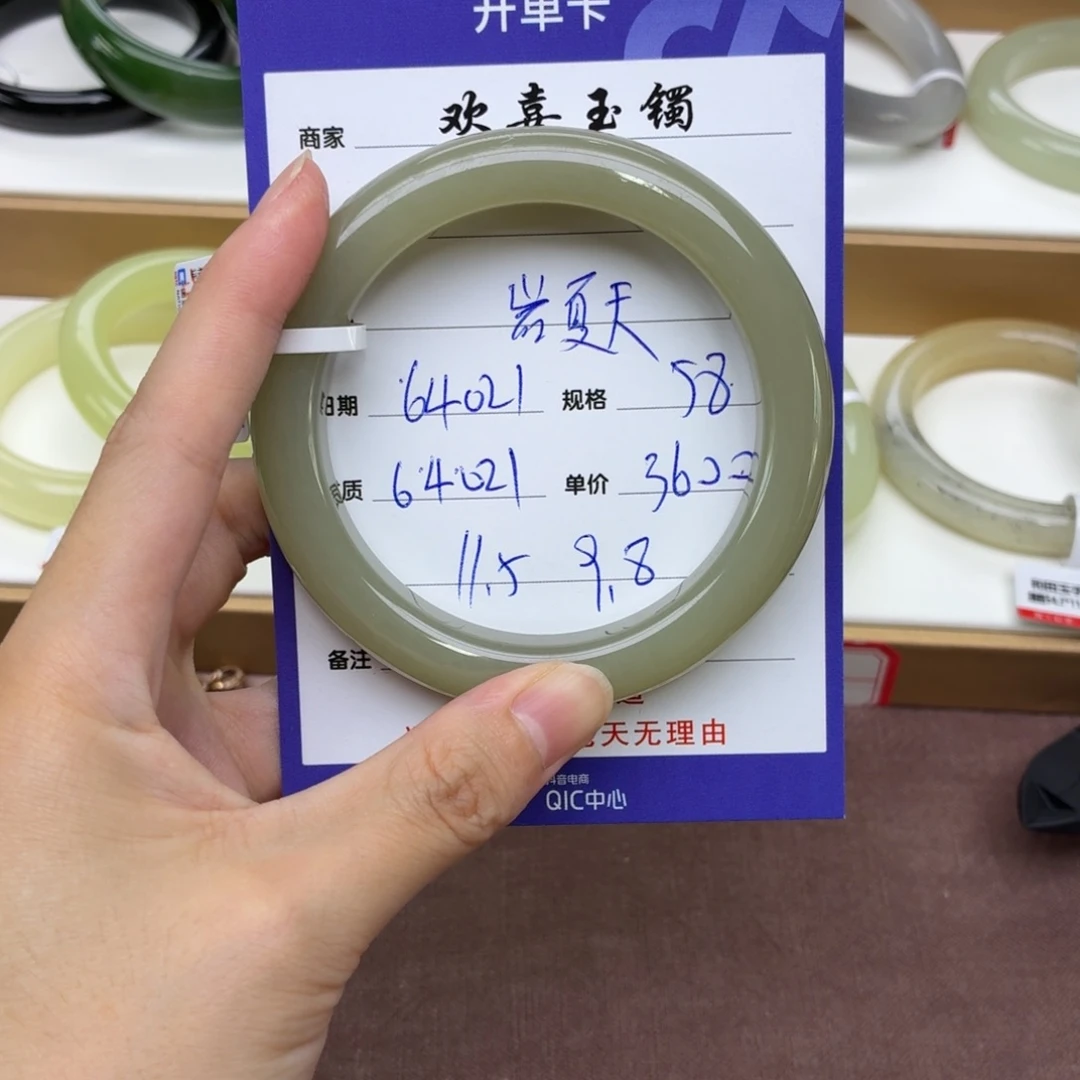 开单卡
商家 欢喜玉镯
岩夏天
日期 64021 规格 58
质 64021 单价 3600
11.5 9.8
备注
天无理由
抖音电商
QIC中心